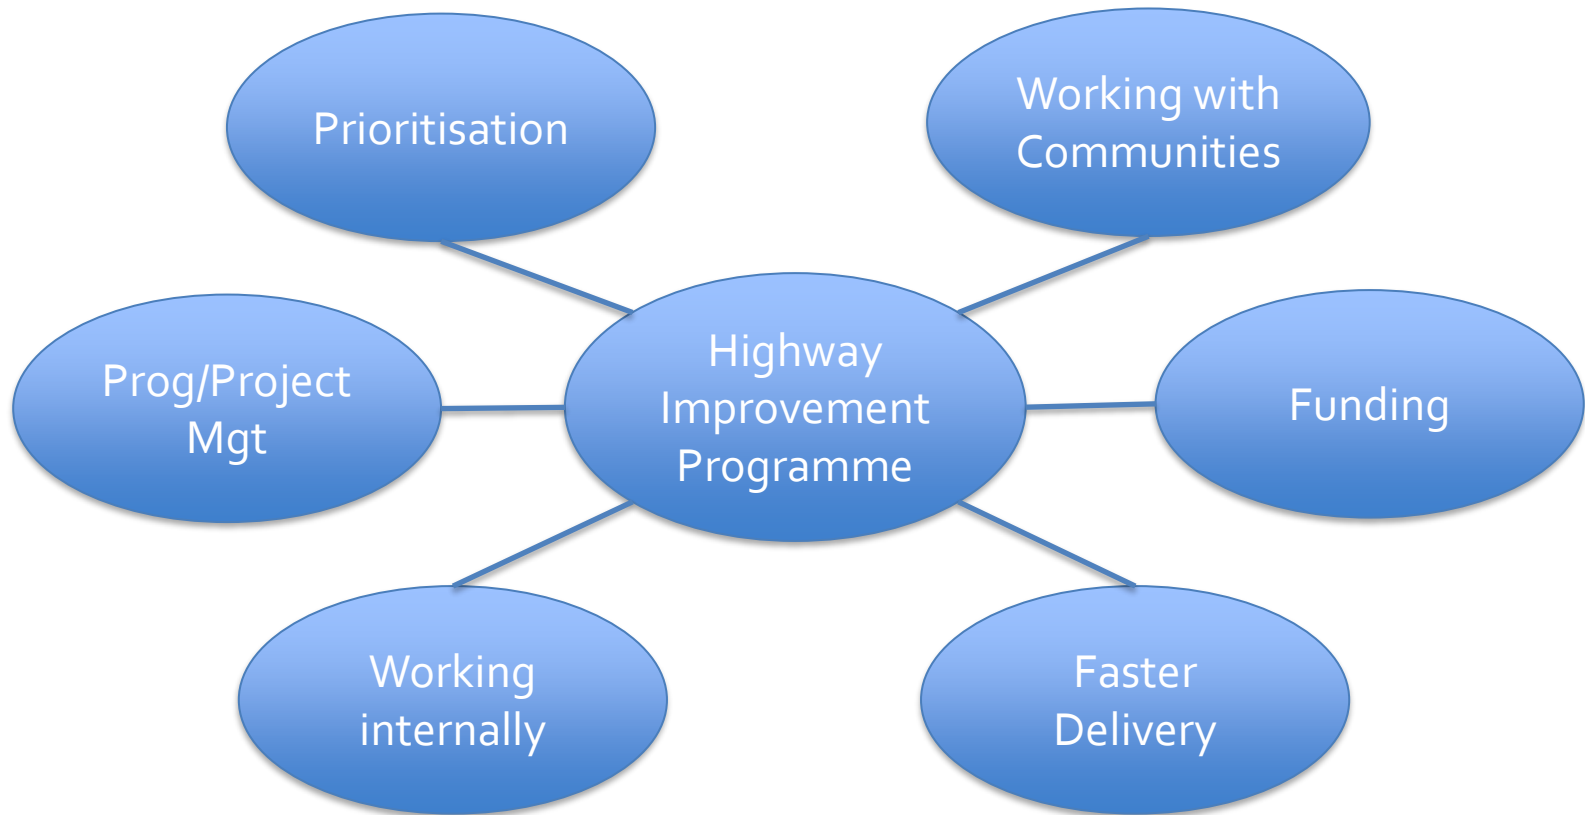 Prioritisation
Working with
Communities
Prog/Project
Mgt
Highway
Improvement
Programme
Funding
Working
internally
Faster
Delivery